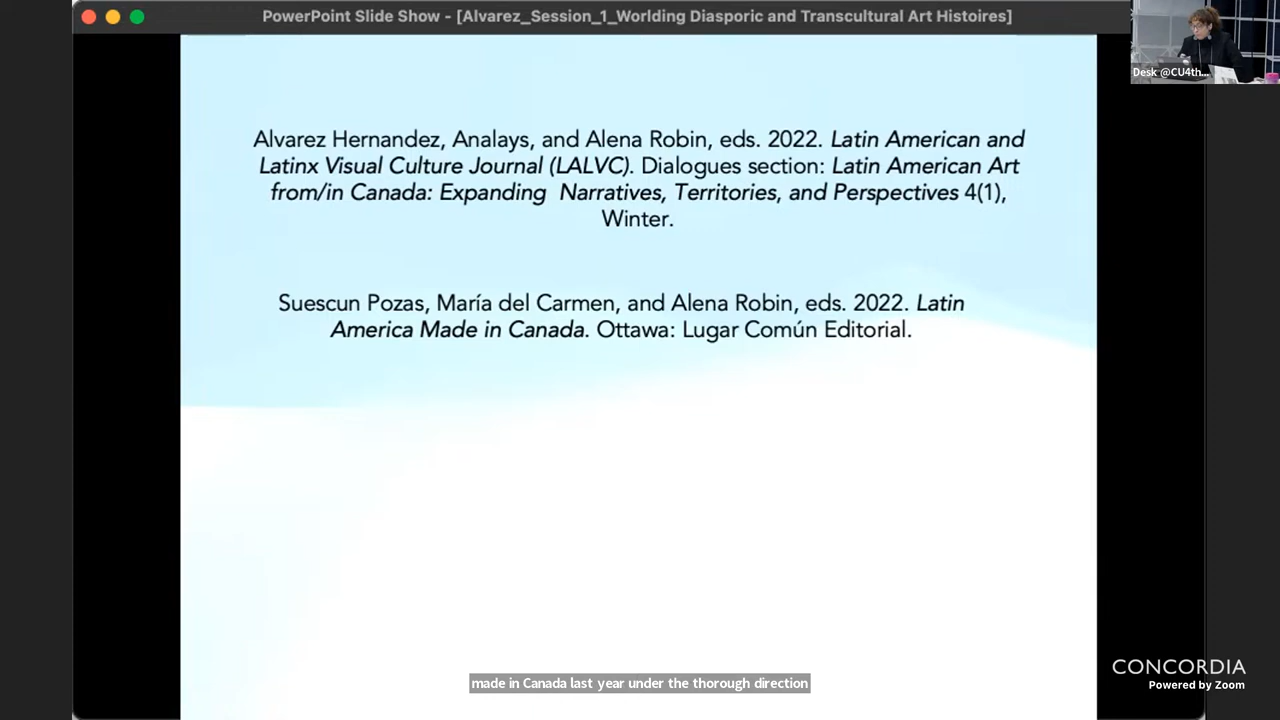 PowerPoint Slide Show - [Alvarez_Session_1_Worlding Diasporic and Transcultural Art Histoires]
Desk @CU4th...
Alvarez Hernandez, Analays, and Alena Robin, eds. 2022. Latin American and
Latinx Visual Culture Journal (LALVC). Dialogues section: Latin American Art
from/in Canada: Expanding Narratives, Territories, and Perspectives 4(1),
Winter.
Suescun Pozas, María del Carmen, and Alena Robin, eds. 2022. Latin
America Made in Canada. Ottawa: Lugar Común Editorial.
made in Canada last year under the thorough direction
CONCORDIA
Powered by Zoom